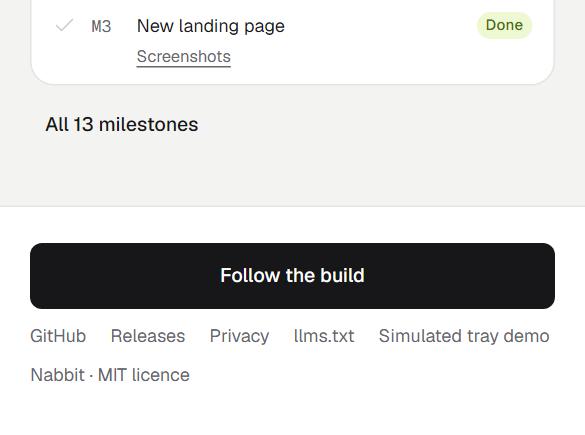 M3 New landing page Done
Screenshots
All 13 milestones
Follow the build
GitHub Releases Privacy llms.txt Simulated tray demo
Nabbit · MIT licence